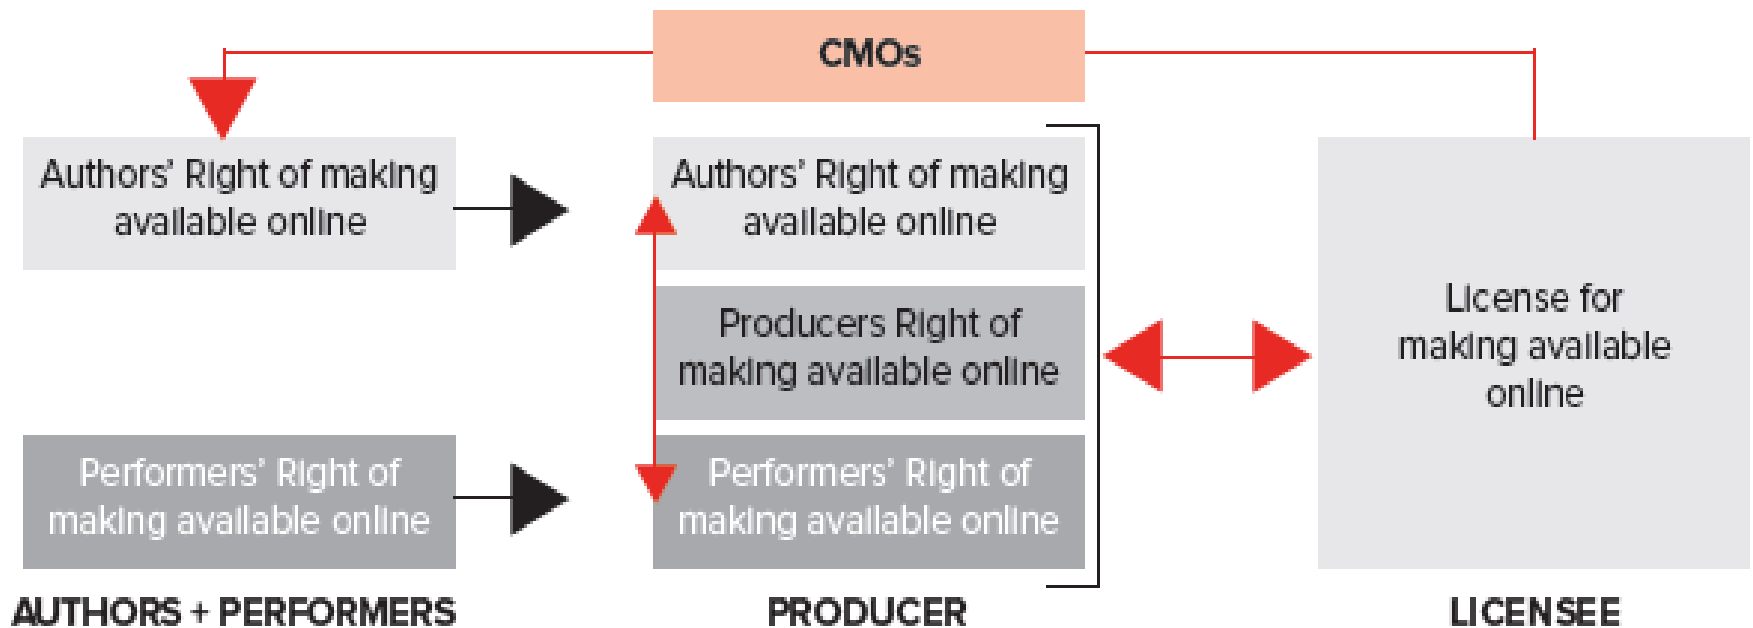 CMOs
Authors’ Right of making
available online
Authors’ Right of making
available online
Producers Right of
making available online
Performers’ Right of
making available online
Performers’ Right of
making available online
License for
making available
online
AUTHORS + PERFORMERS
PRODUCER
LICENSEE